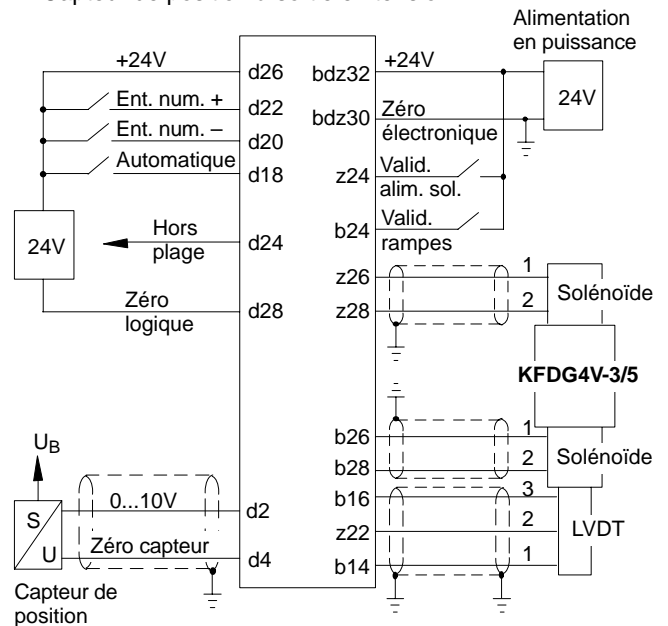 Alimentation
en puissance
+24V
d26
bdz32
+24V
24V
Ent. num. +
d22
Ent. num. –
d20
bdz30
Zéro
électronique
Automatique
d18
z24
Valid.
alim. sol.
b24
Valid.
rampes
24V
Hors
plage
d24
z26
1
z28
2
Solénoïde
Zéro
logique
d28
KFDG4V-3/5
b26
1
b28
2
Solénoïde
b16
3
z22
2
LVDT
b14
1
UB
S
U
0...10V
d2
Zéro capteur
d4
Capteur de
position